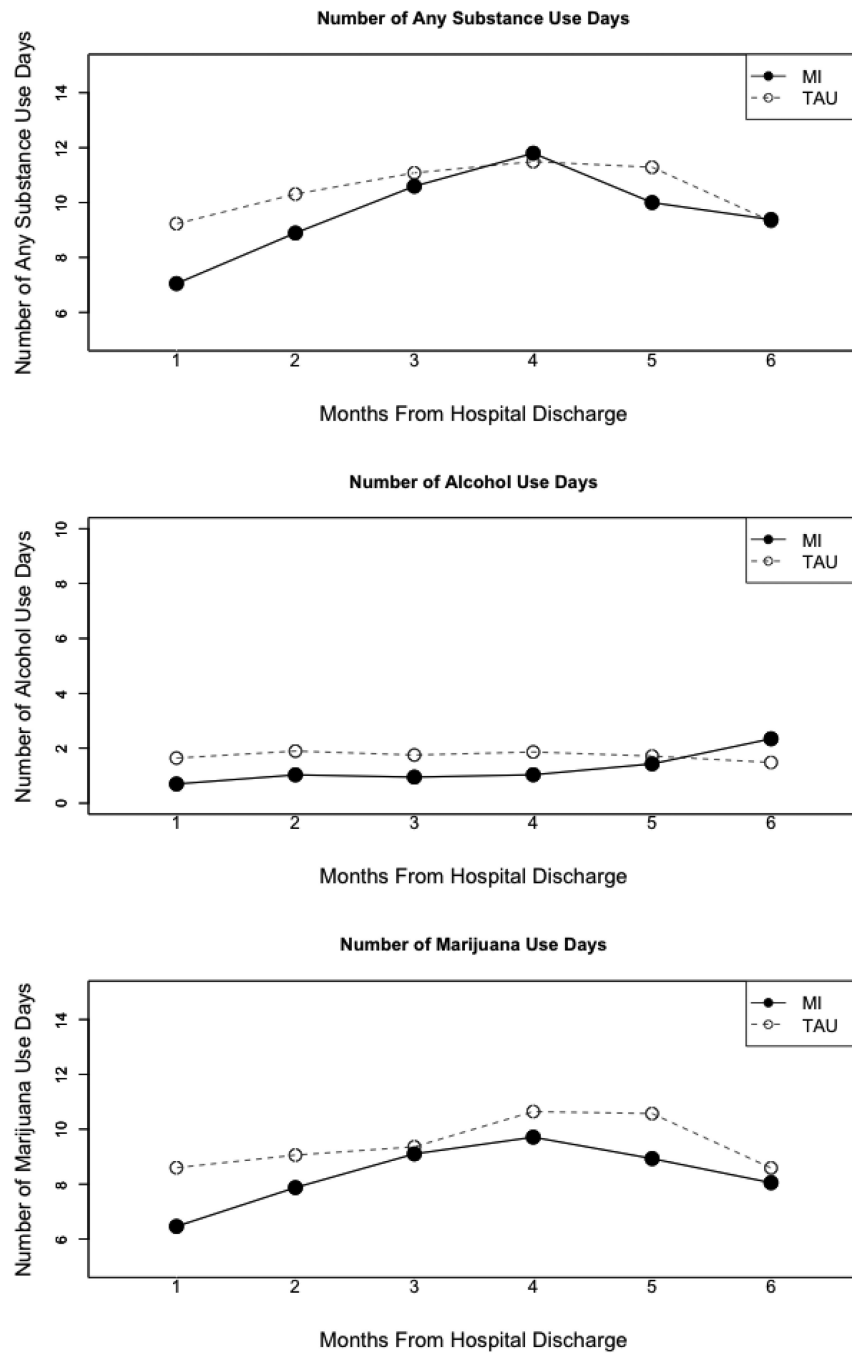 Number of Any Substance Use Days
Number of Any Substance Use Days
14
12
10
8
6
MI
TAU
1 2 3 4 5 6
Months From Hospital Discharge
Number of Alcohol Use Days
Number of Alcohol Use Days
10
8
6
4
2
0
MI
TAU
1 2 3 4 5 6
Months From Hospital Discharge
Number of Marijuana Use Days
Number of Marijuana Use Days
14
12
10
8
6
MI
TAU
1 2 3 4 5 6
Months From Hospital Discharge